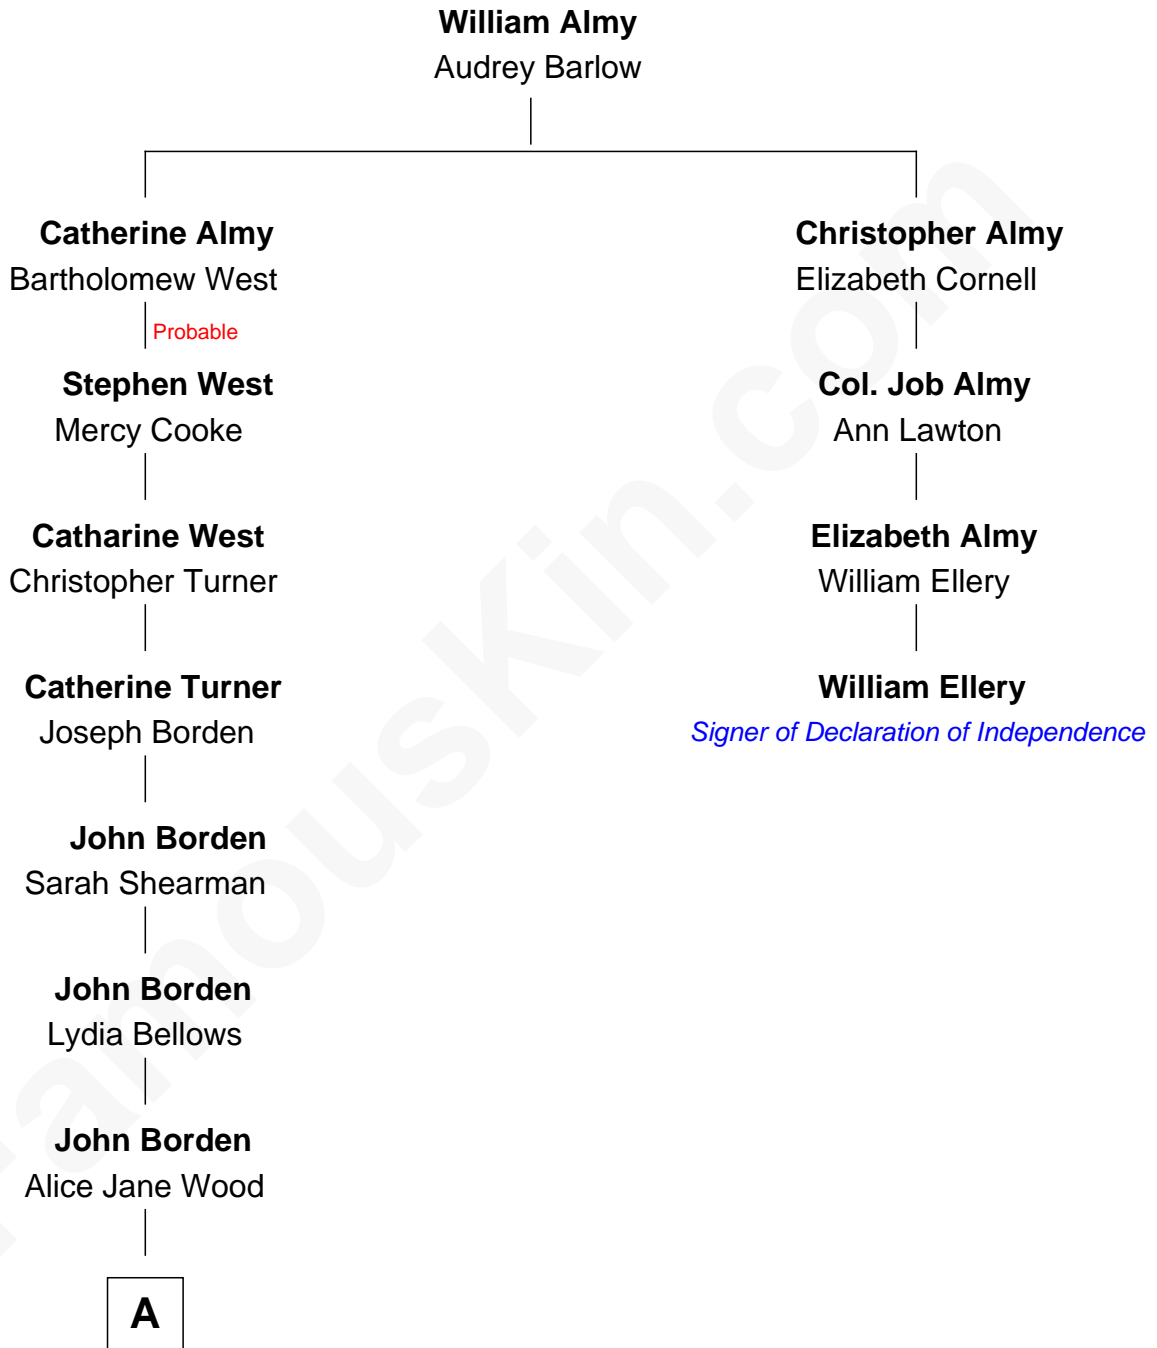 William Almy
Audrey Barlow
Catherine Almy
Bartholomew West
Probable
Stephen West
Mercy Cooke
Catharine West
Christopher Turner
Catherine Turner
Joseph Borden
John Borden
Sarah Shearman
John Borden
Lydia Bellows
John Borden
Alice Jane Wood
A
Christopher Almy
Elizabeth Cornell
Col. Job Almy
Ann Lawton
Elizabeth Almy
William Ellery
William Ellery
Signer of Declaration of Independence
FamousKin.com